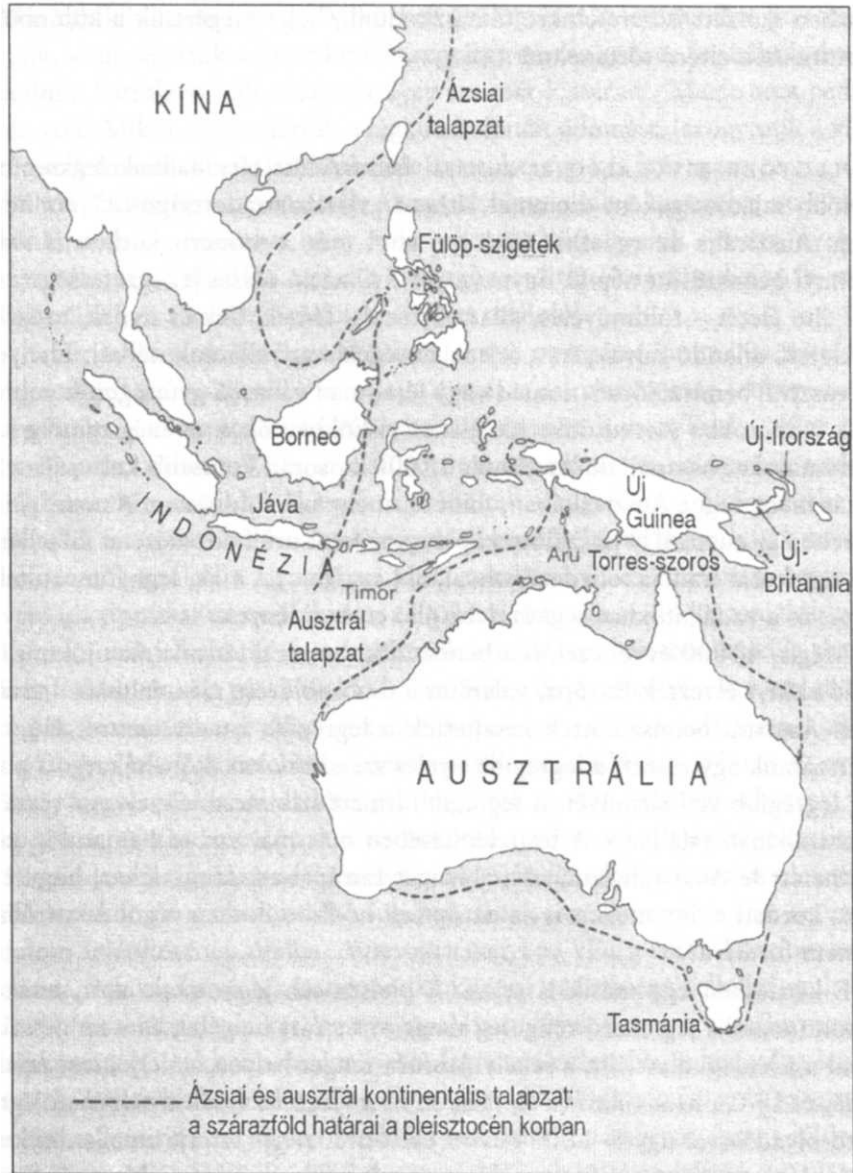 KÍNA
Ázsiai
talapzat
Fülöp-szigetek
Borneó
Új-Írország
Új
Guinea
Jáva
INDONÉZIA
Aru
Torres-szoros
Új-
Britannia
Timor
Ausztrál
talapzat
AUSZTRÁLIA
Tasmánia
Ázsiai és ausztrál kontinentális talapzat:
a szárazföld határai a pleisztocén korban